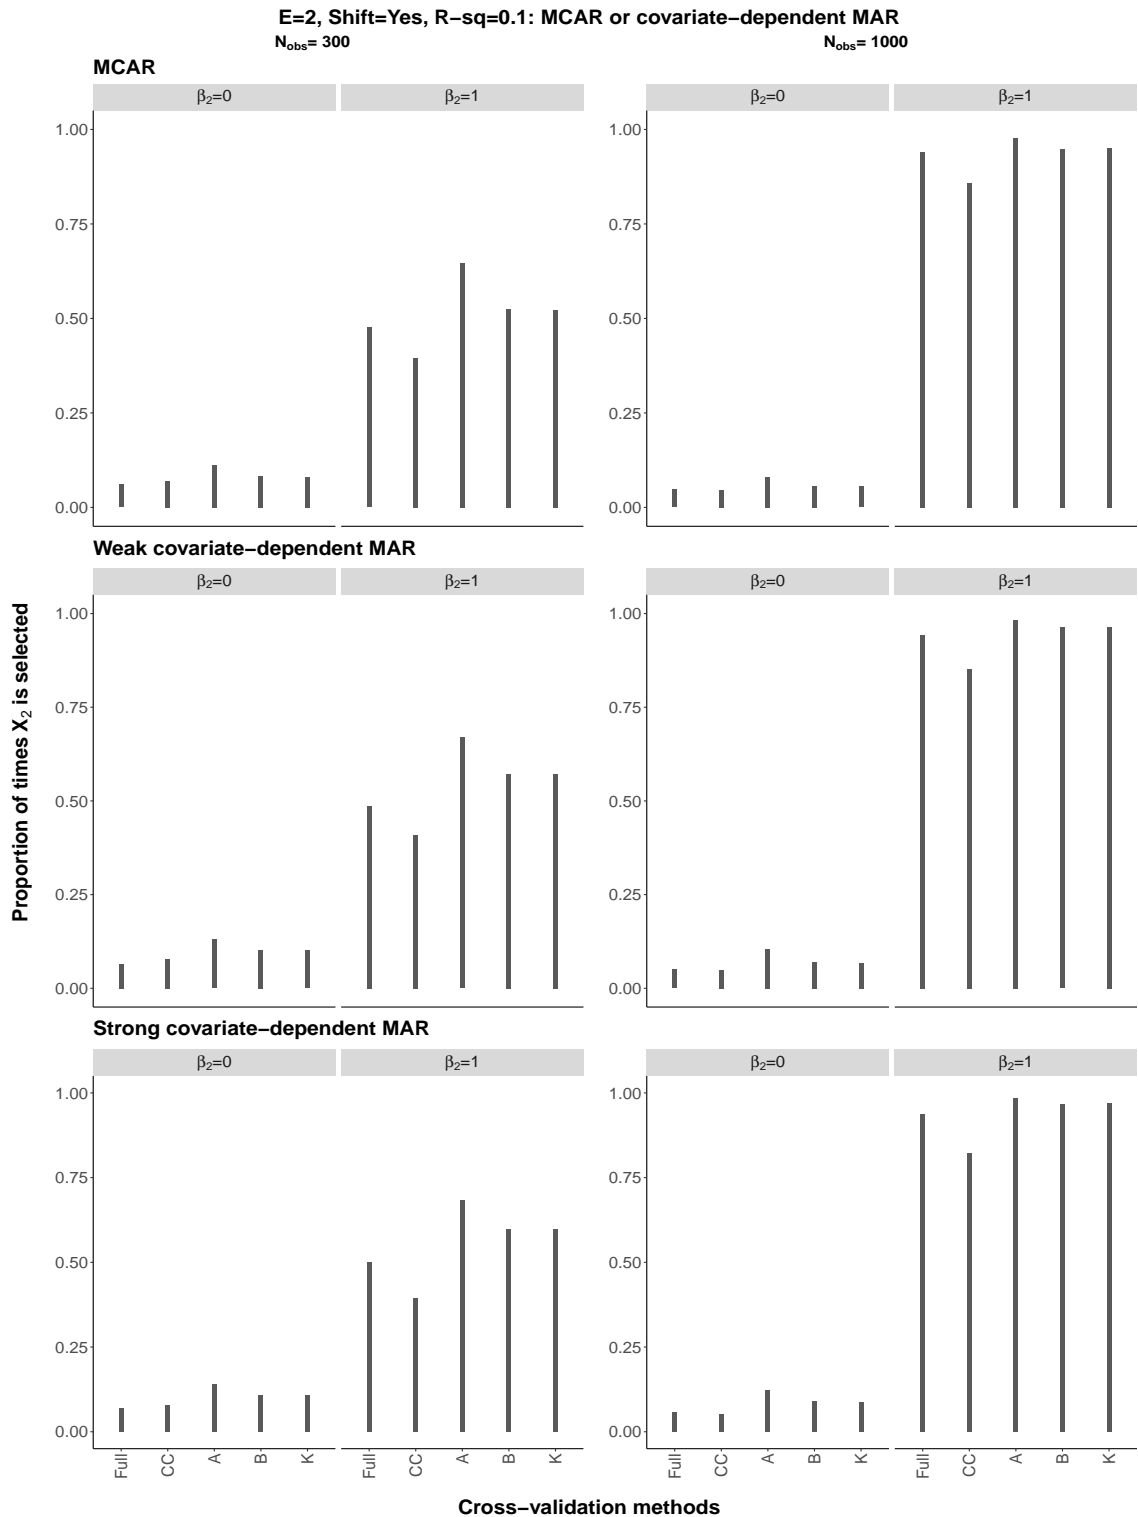 E=2, Shift=Yes, R−sq=0.1: MCAR or covariate−dependent MAR
Nobs= 300
Nobs= 1000
MCAR
β2=0
β2=1
β2=0
β2=1
1.00
0.75
0.50
0.25
0.00
1.00
0.75
0.50
0.25
0.00
Weak covariate−dependent MAR
β2=0
β2=1
β2=0
β2=1
1.00
0.75
0.50
0.25
0.00
1.00
0.75
0.50
0.25
0.00
Proportion of times X2 is selected
Strong covariate−dependent MAR
β2=0
β2=1
β2=0
β2=1
1.00
0.75
0.50
0.25
0.00
1.00
0.75
0.50
0.25
0.00
Full CC A B K
Full CC A B K
Full CC A B K
Full CC A B K
Cross−validation methods